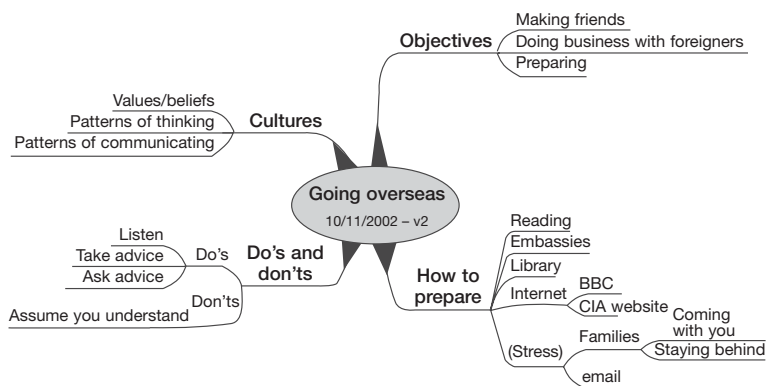 Making friends
Objectives
Doing business with foreigners
Preparing
Values/beliefs
Patterns of thinking
Cultures
Patterns of communicating
Going overseas
10/11/2002 – v2
Listen
Take advice
Do's
Ask advice
Do's and
don'ts
Don'ts
Assume you understand
How to
prepare
Reading
Embassies
Library
Internet
BBC
CIA website
(Stress)
Families
Coming
with you
Staying behind
email